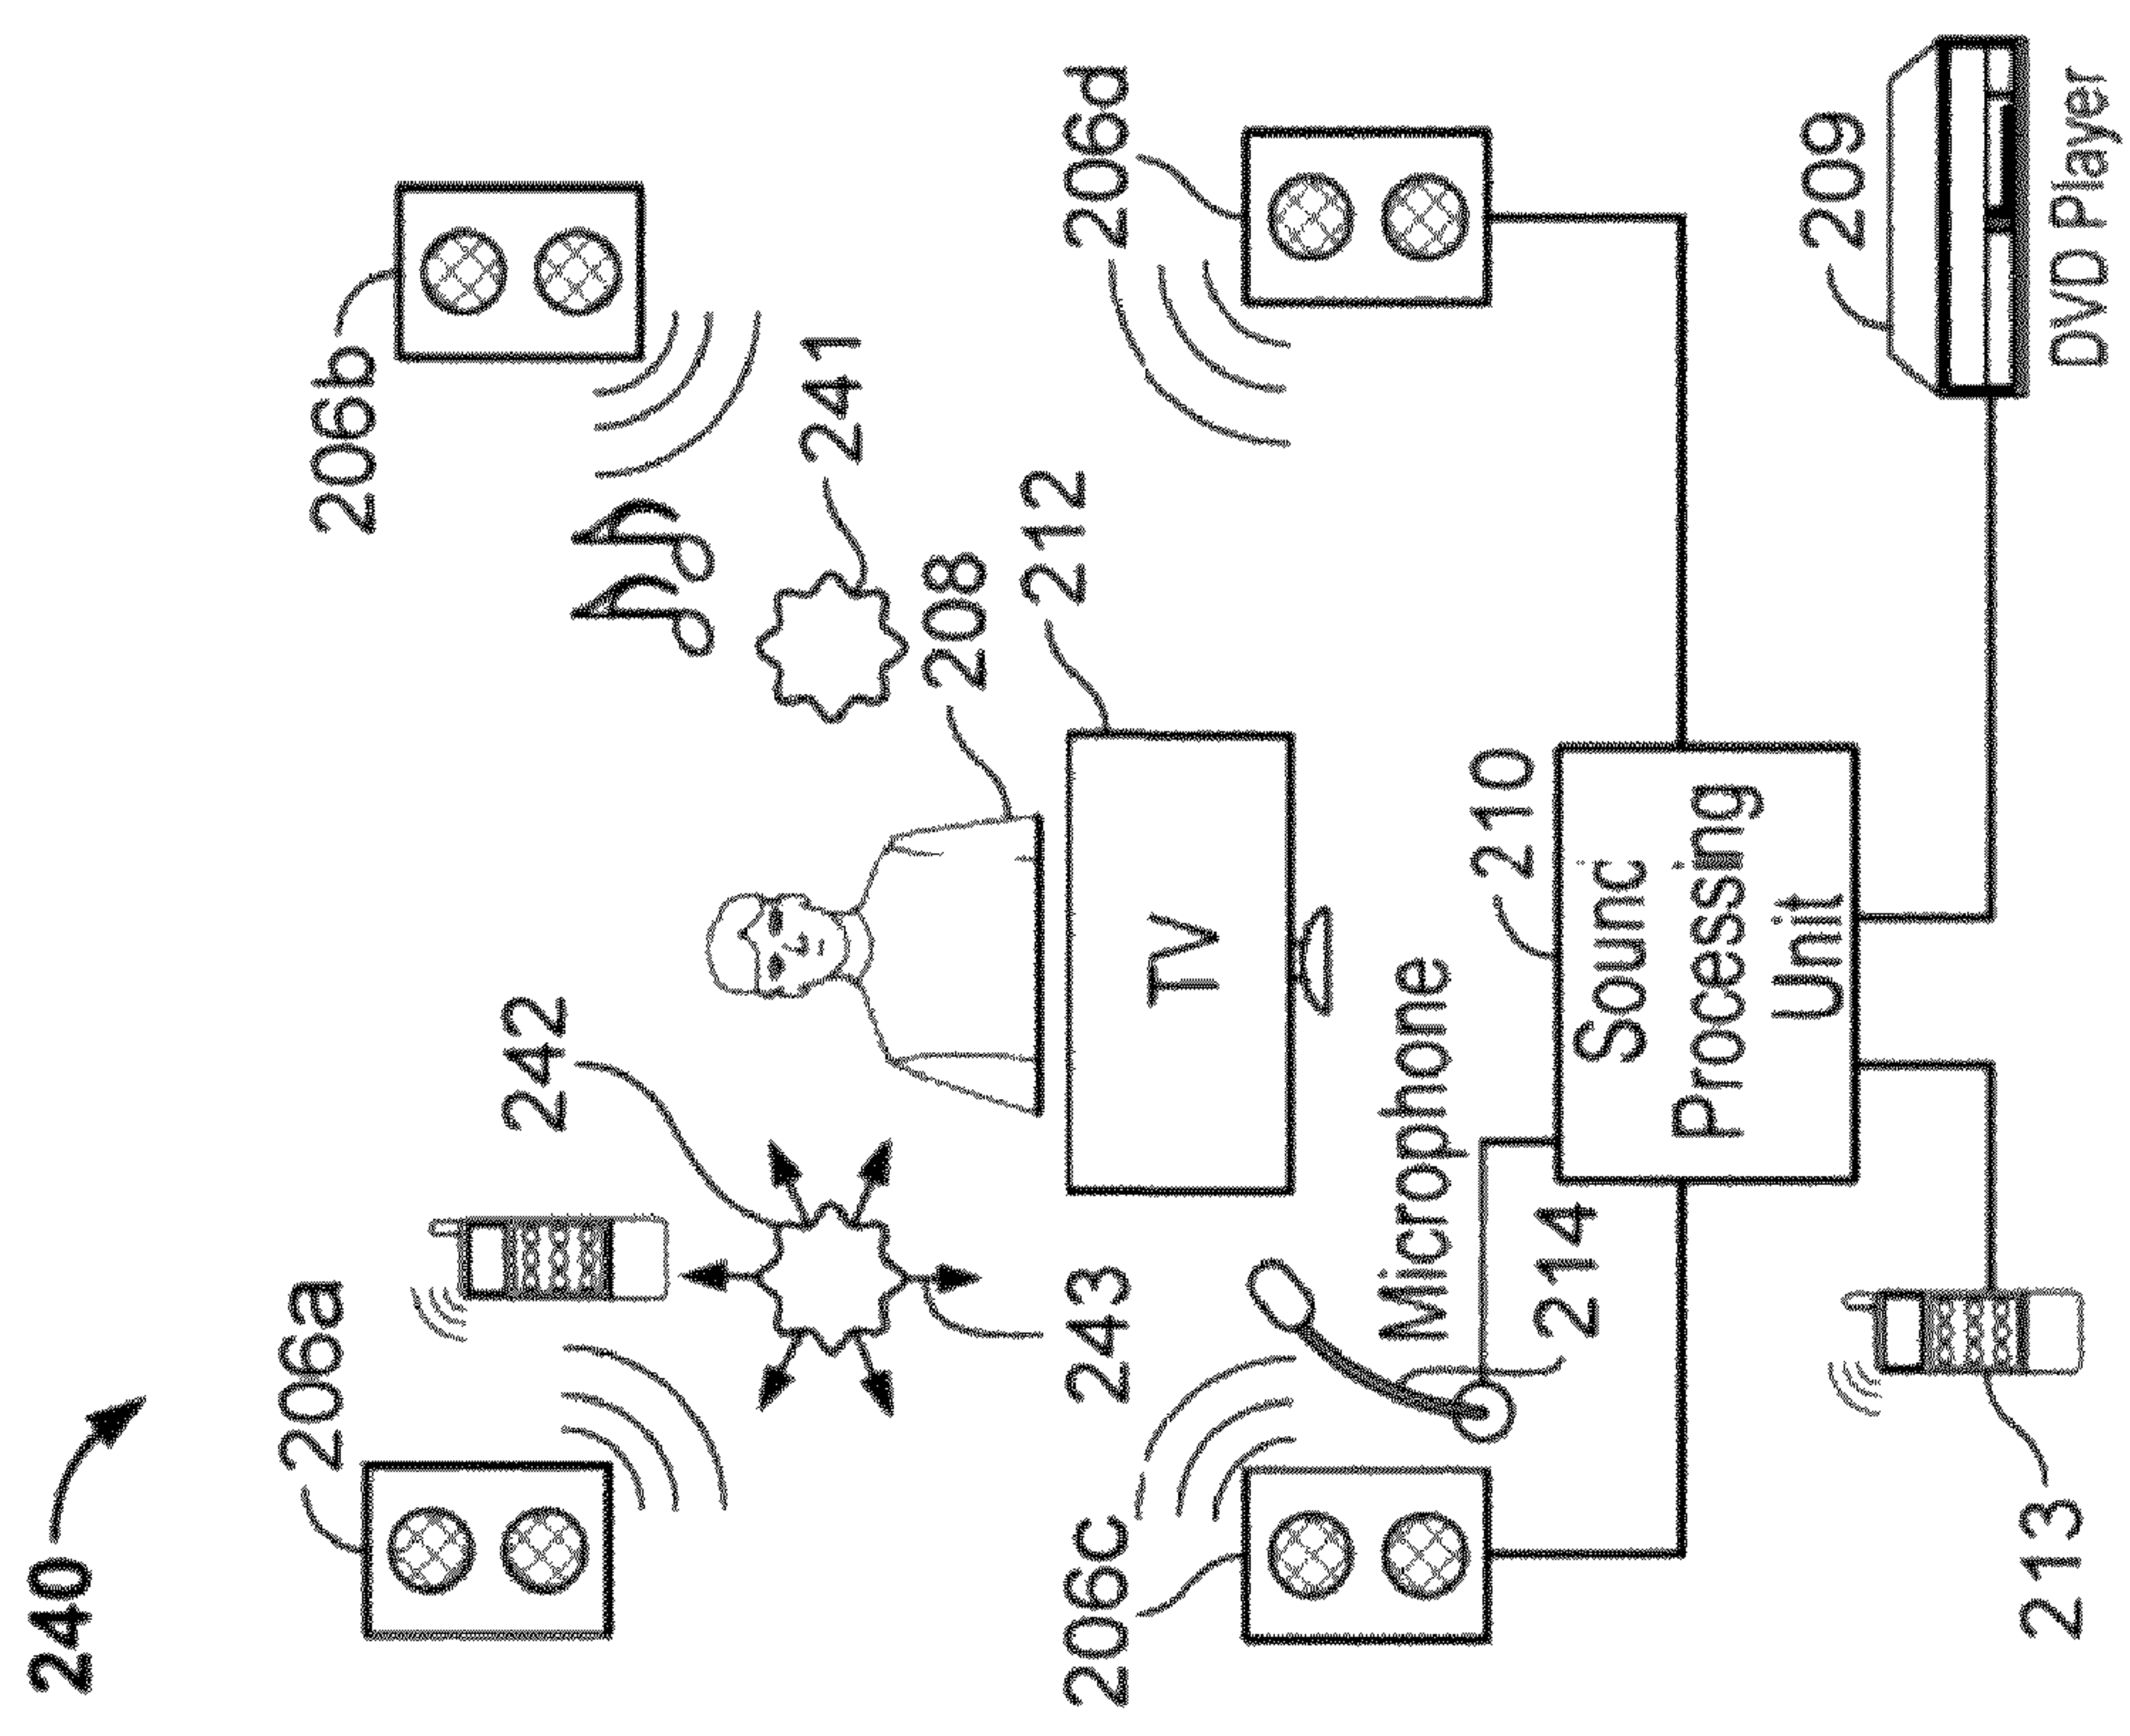 240
206a
206b
242
241
208
212
206c
243
206d
TV
Microphone
210
214
Sounc
Processing
Unit
209
213
DVD Player